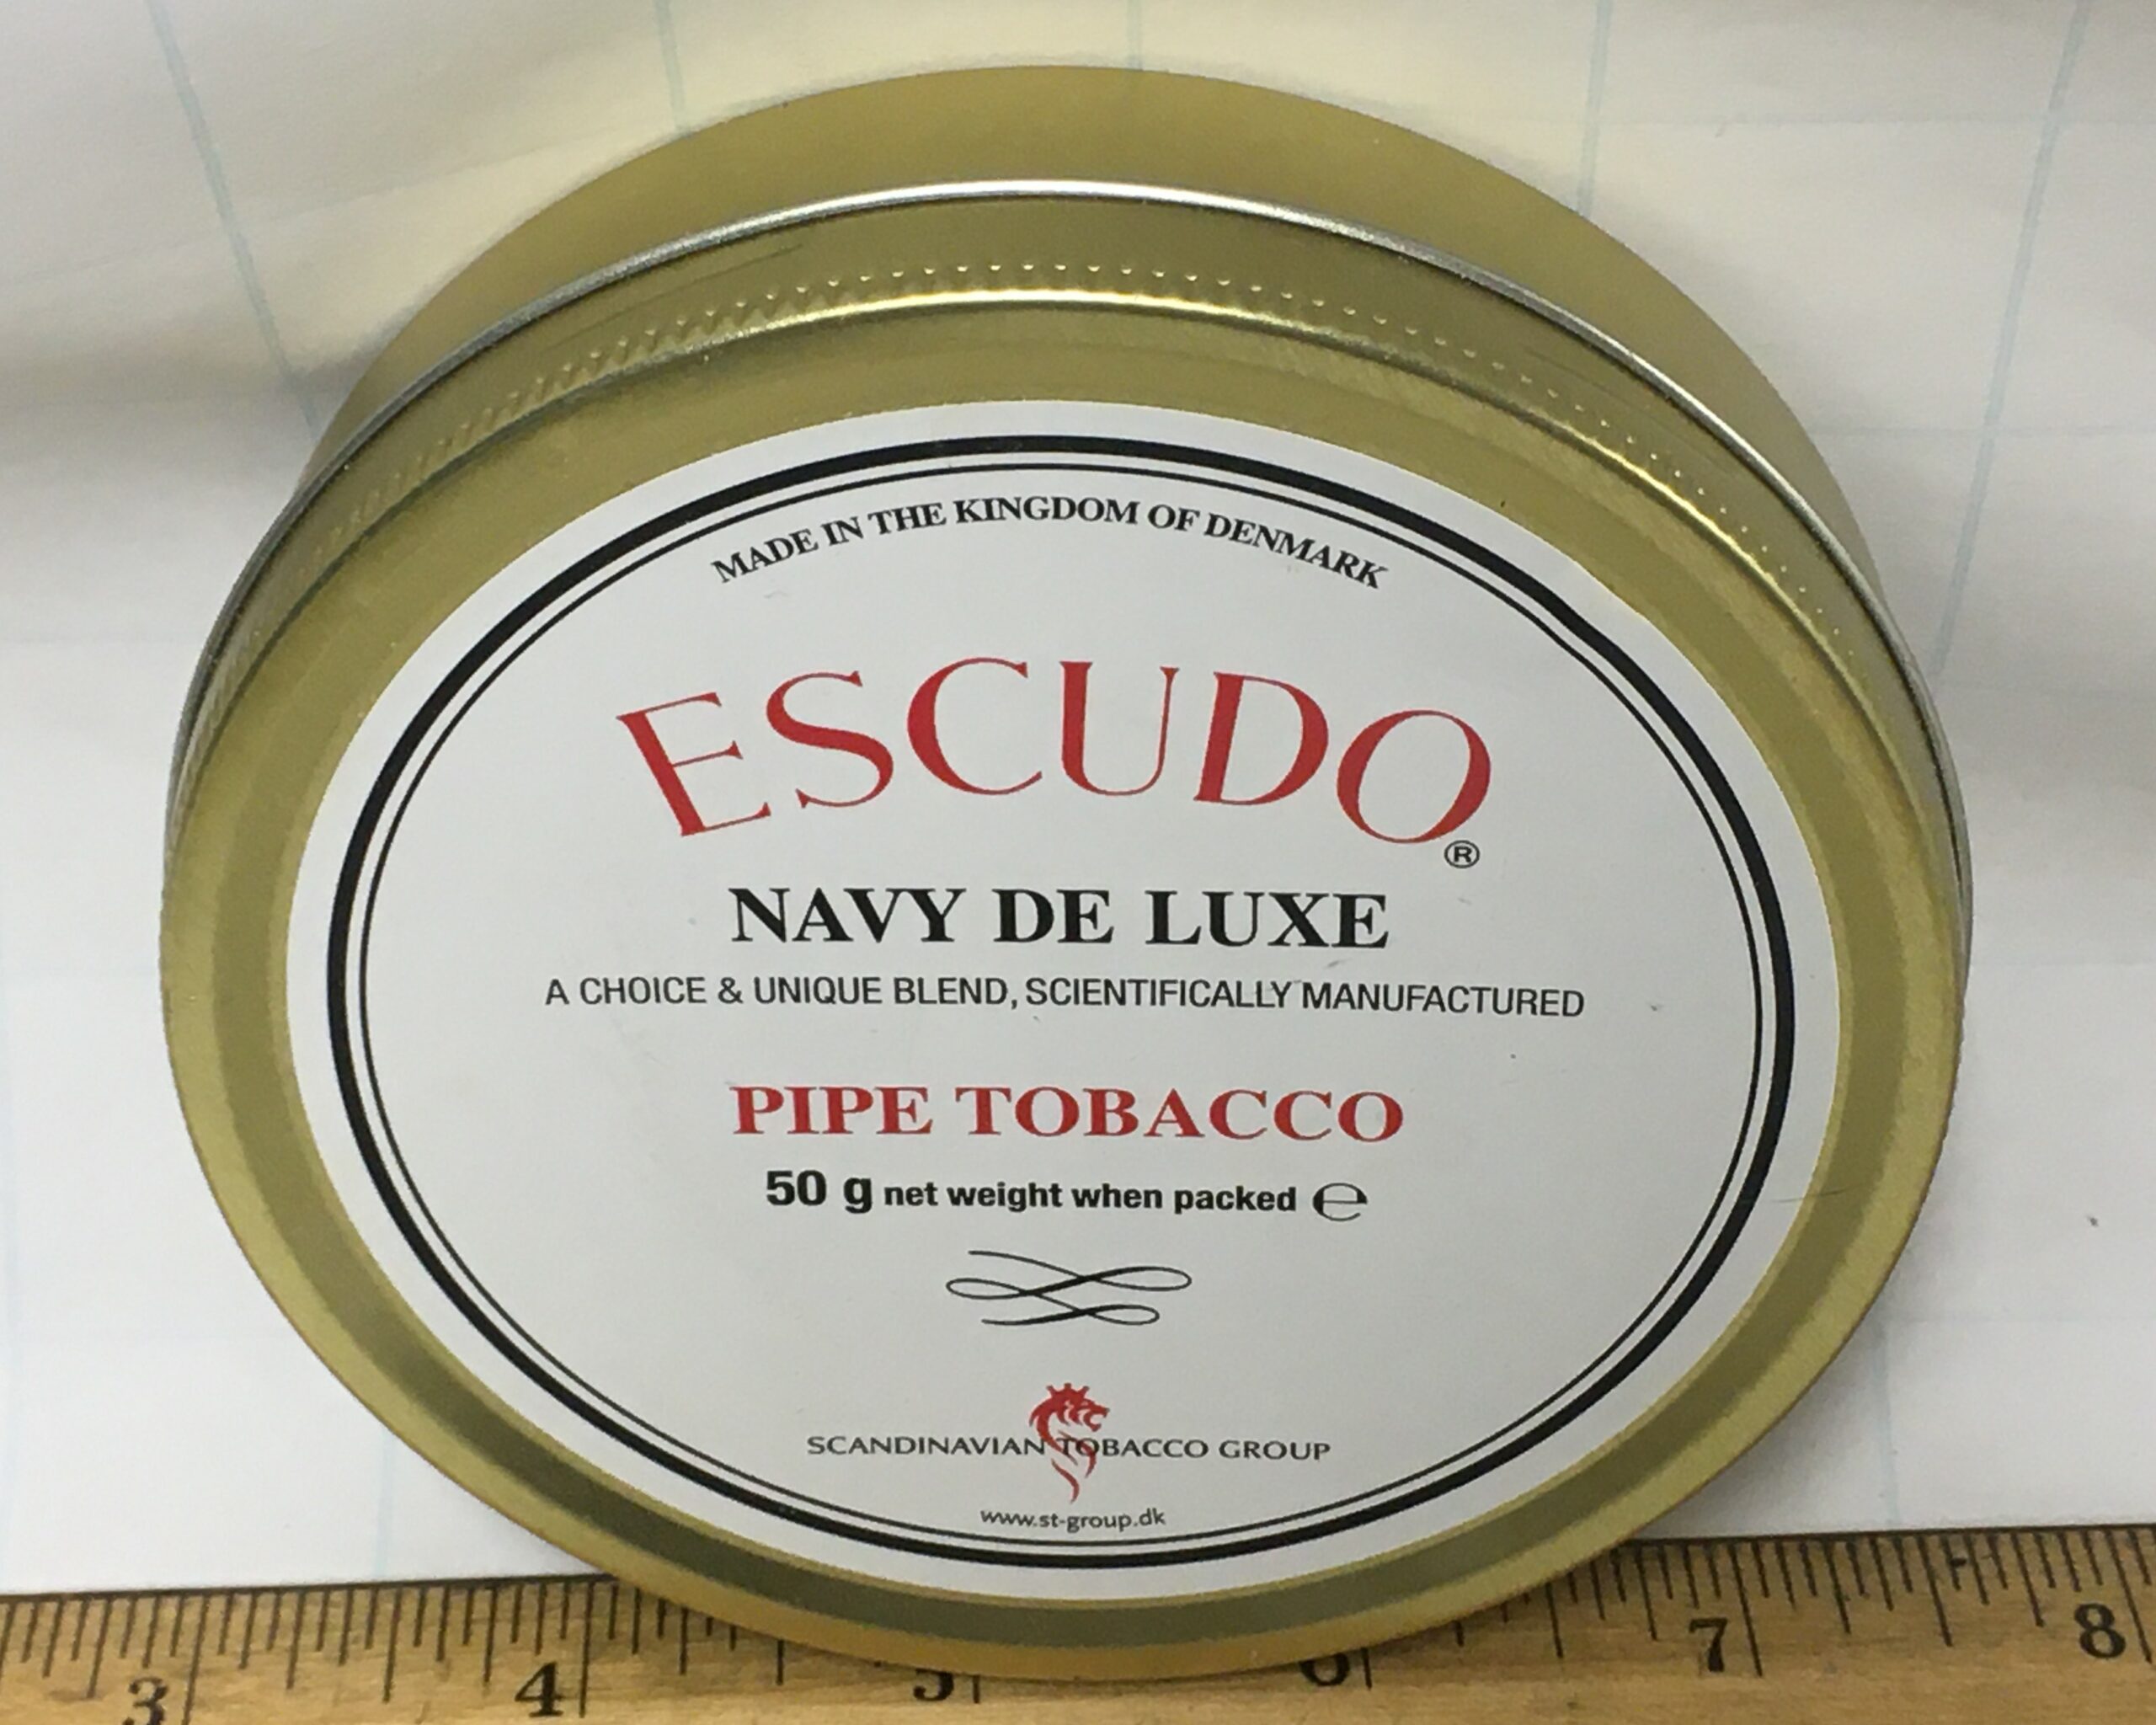 MADE IN THE KINGDOM OF DENMARK
ESCUDO®
NAVY DE LUXE
A CHOICE & UNIQUE BLEND, SCIENTIFICALLY MANUFACTURED
PIPE TOBACCO
50 g net weight when packed ℮
SCANDINAVIAN TOBACCO GROUP
www.st-group.dk
3 4 5 6 7 8